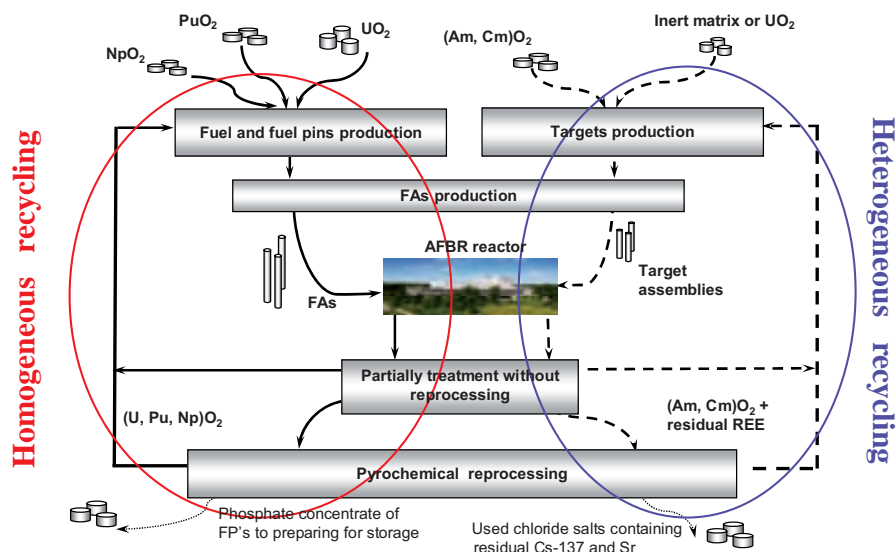 PuO2
NpO2
UO2
(Am, Cm)O2
Inert matrix or UO2
Homogeneous recycling
Heterogeneous recycling
Fuel and fuel pins production
Targets production
FAs production
AFBR reactor
FAs
Target
assemblies
Partially treatment without
reprocessing
(U, Pu, Np)O2
(Am, Cm)O2 +
residual REE
Pyrochemical reprocessing
Phosphate concentrate of
FP's to preparing for storage
Used chloride salts containing
residual Cs-137 and Sr